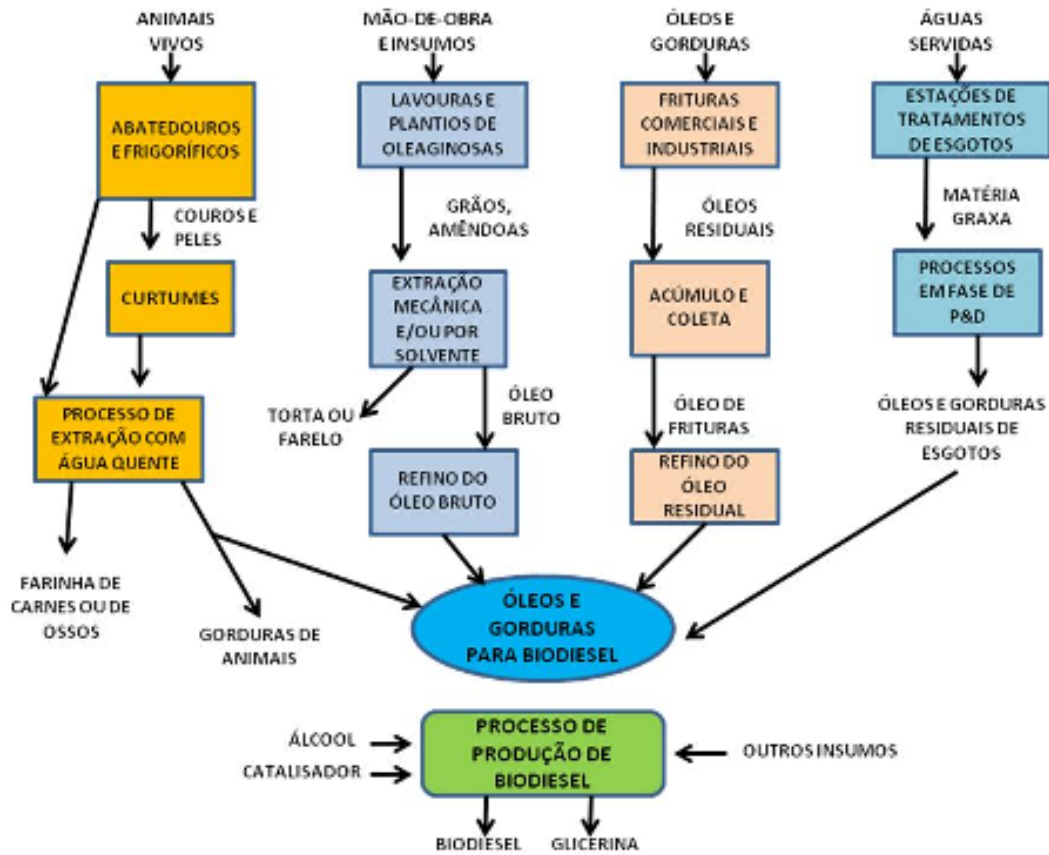 ANIMAIS
VIVOS
MÃO-DE-OBRA
E INSUMOS
ÓLEOS E
GORDURAS
ÁGUAS
SERVIDAS
ABATEDOUROS
E FRIGORÍFICOS
LAVOURAS E
PLANTIOS DE
OLEAGINOSAS
FRITURAS
COMERCIAIS E
INDUSTRIAIS
ESTAÇÕES DE
TRATAMENTOS
DE ESGOTOS
COUROS E
PELES
GRÃOS,
AMÊNDOAS
ÓLEOS
RESIDUAIS
MATÉRIA
GRAXA
CURTUMES
EXTRAÇÃO
MECÂNICA
E/OU POR
SOLVENTE
ACÚMULO E
COLETA
PROCESSOS
EM FASE DE
P&D
PROCESSO DE
EXTRAÇÃO COM
ÁGUA QUENTE
TORTA OU
FARELO
ÓLEO
BRUTO
ÓLEO DE
FRITURAS
ÓLEOS E GORDURAS
RESIDUAIS DE
ESGOTOS
REFINO DO
ÓLEO BRUTO
REFINO DO
ÓLEO
RESIDUAL
FARINHA DE
CARNES OU DE
OSSOS
GORDURAS DE
ANIMAIS
ÓLEOS E
GORDURAS
PARA BIODIESEL
ÁLCOOL
CATALISADOR
PROCESSO DE
PRODUÇÃO DE
BIODIESEL
OUTROS INSUMOS
BIODIESEL
GLICERINA